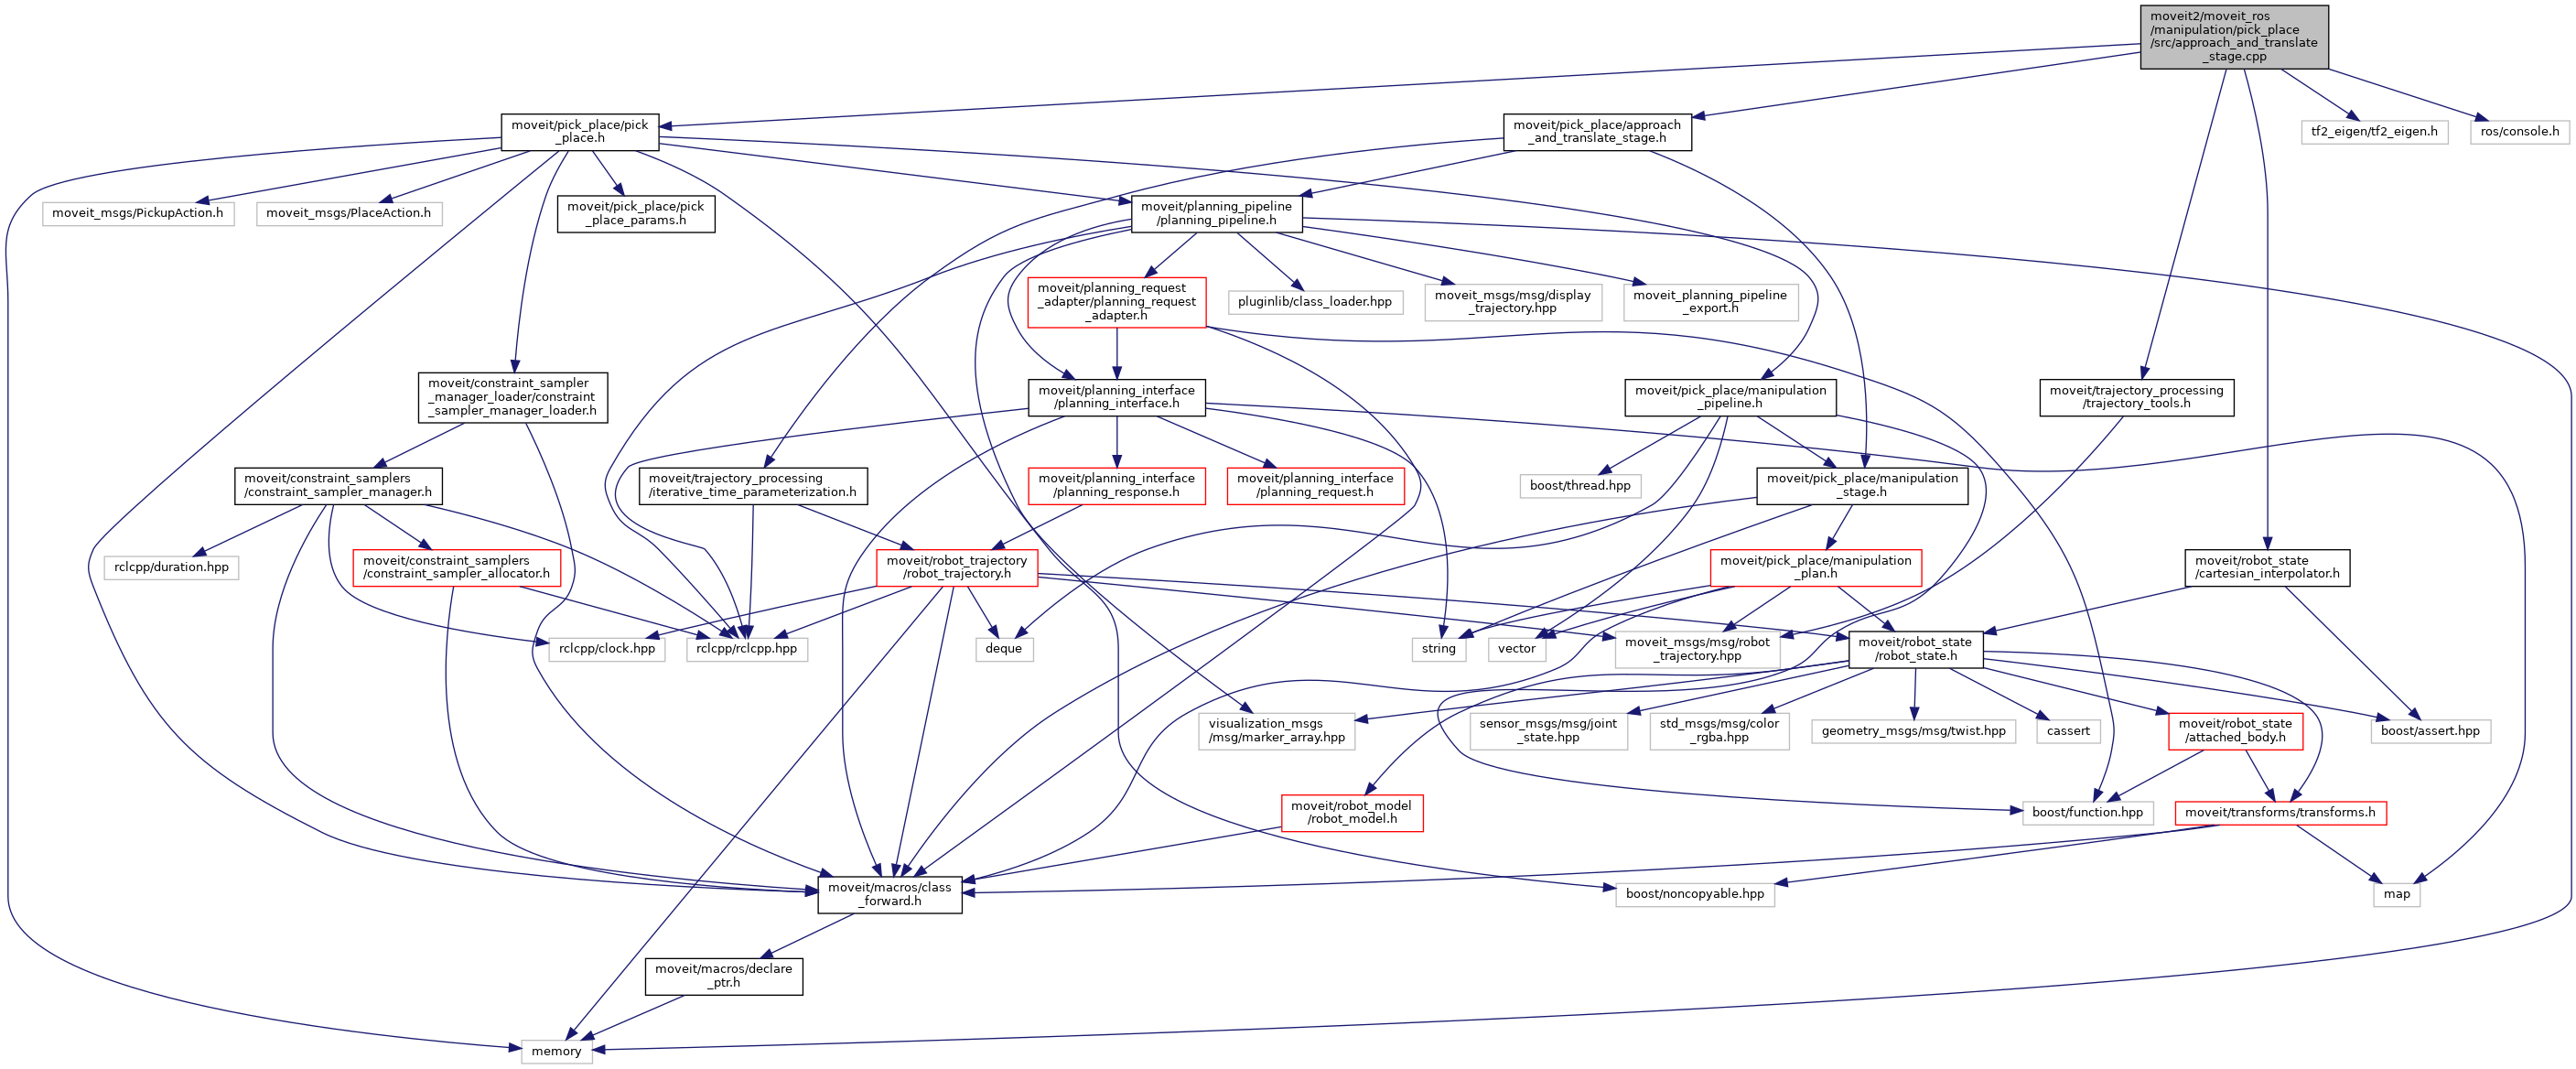 moveit2/moveit_ros
/manipulation/pick_place
/src/approach_and_translate
_stage.cpp
moveit/pick_place/pick
_place.h
moveit/pick_place/approach
_and_translate_stage.h
tf2_eigen/tf2_eigen.h
ros/console.h
moveit_msgs/PickupAction.h
moveit_msgs/PlaceAction.h
moveit/pick_place/pick
_place_params.h
moveit/planning_pipeline
/planning_pipeline.h
moveit/planning_request
_adapter/planning_request
_adapter.h
pluginlib/class_loader.hpp
moveit_msgs/msg/display
_trajectory.hpp
moveit_planning_pipeline
_export.h
moveit/constraint_sampler
_manager_loader/constraint
_sampler_manager_loader.h
moveit/planning_interface
/planning_interface.h
moveit/pick_place/manipulation
_pipeline.h
moveit/trajectory_processing
/trajectory_tools.h
moveit/constraint_samplers
/constraint_sampler_manager.h
moveit/trajectory_processing
/iterative_time_parameterization.h
moveit/planning_interface
/planning_response.h
moveit/planning_interface
/planning_request.h
boost/thread.hpp
moveit/pick_place/manipulation
_stage.h
rclcpp/duration.hpp
moveit/constraint_samplers
/constraint_sampler_allocator.h
moveit/robot_trajectory
/robot_trajectory.h
moveit/pick_place/manipulation
_plan.h
moveit/robot_state
/cartesian_interpolator.h
rclcpp/clock.hpp
rclcpp/rclcpp.hpp
deque
string
vector
moveit_msgs/msg/robot
_trajectory.hpp
moveit/robot_state
/robot_state.h
visualization_msgs
/msg/marker_array.hpp
sensor_msgs/msg/joint
_state.hpp
std_msgs/msg/color
_rgba.hpp
geometry_msgs/msg/twist.hpp
cassert
moveit/robot_state
/attached_body.h
boost/assert.hpp
moveit/robot_model
/robot_model.h
boost/function.hpp
moveit/transforms/transforms.h
moveit/macros/class
_forward.h
boost/noncopyable.hpp
map
moveit/macros/declare
_ptr.h
memory